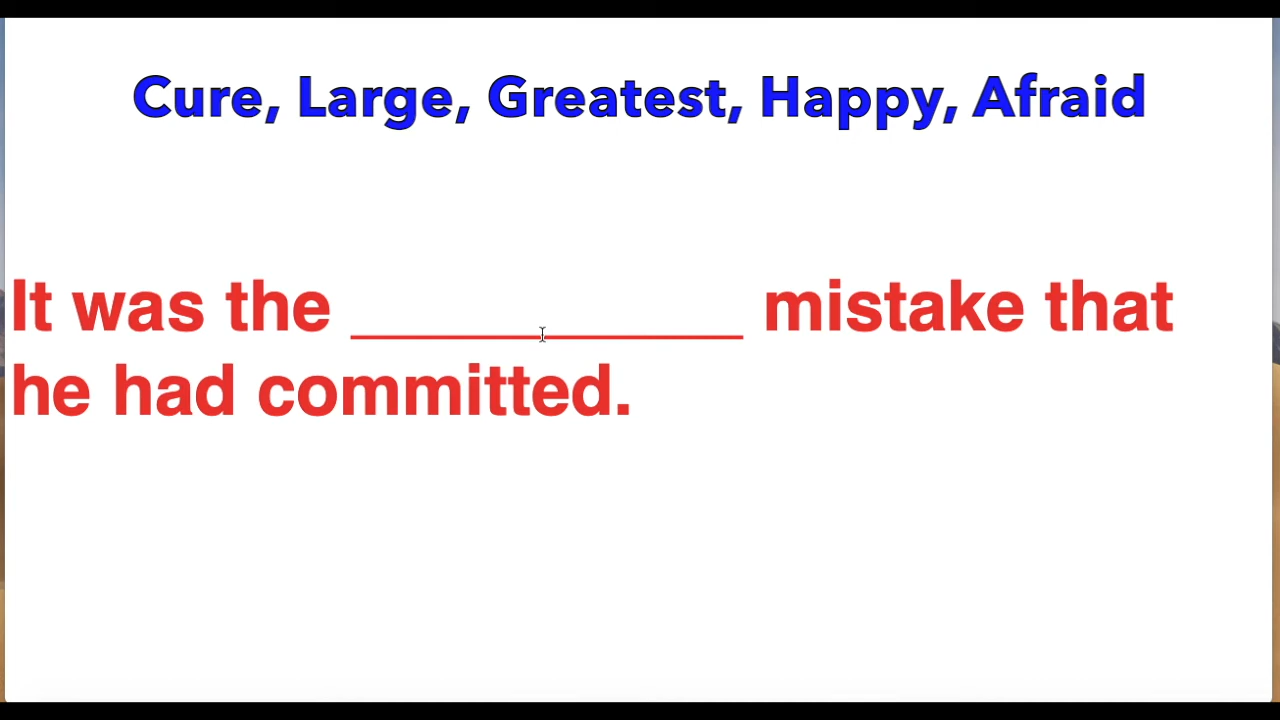 Cure, Large, Greatest, Happy, Afraid
It was the ____________ mistake that
he had committed.